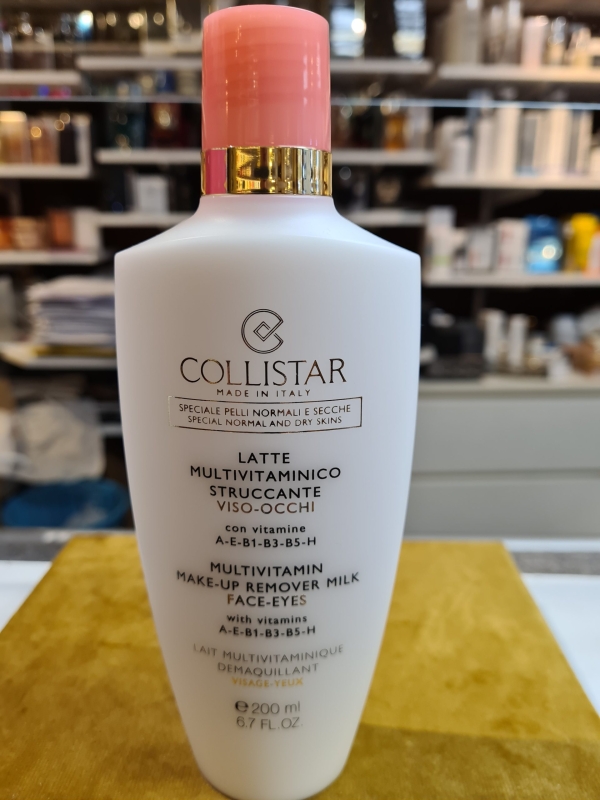 COLLISTAR
MADE IN ITALY
SPECIALE PELLI NORMALI E SECCHE
SPECIAL NORMAL AND DRY SKINS
LATTE
MULTIVITAMINICO
STRUCCANTE
VISO-OCCHI
con vitamine
A-E-B1-B3-B5-H
MULTIVITAMIN
MAKE-UP REMOVER MILK
FACE-EYES
with vitamins
A-E-B1-B3-B5-H
LAIT MULTIVITAMINIQUE
DEMAQUILLANT
VISAGE-YEUX
℮200 ml
6.7 FL.OZ.